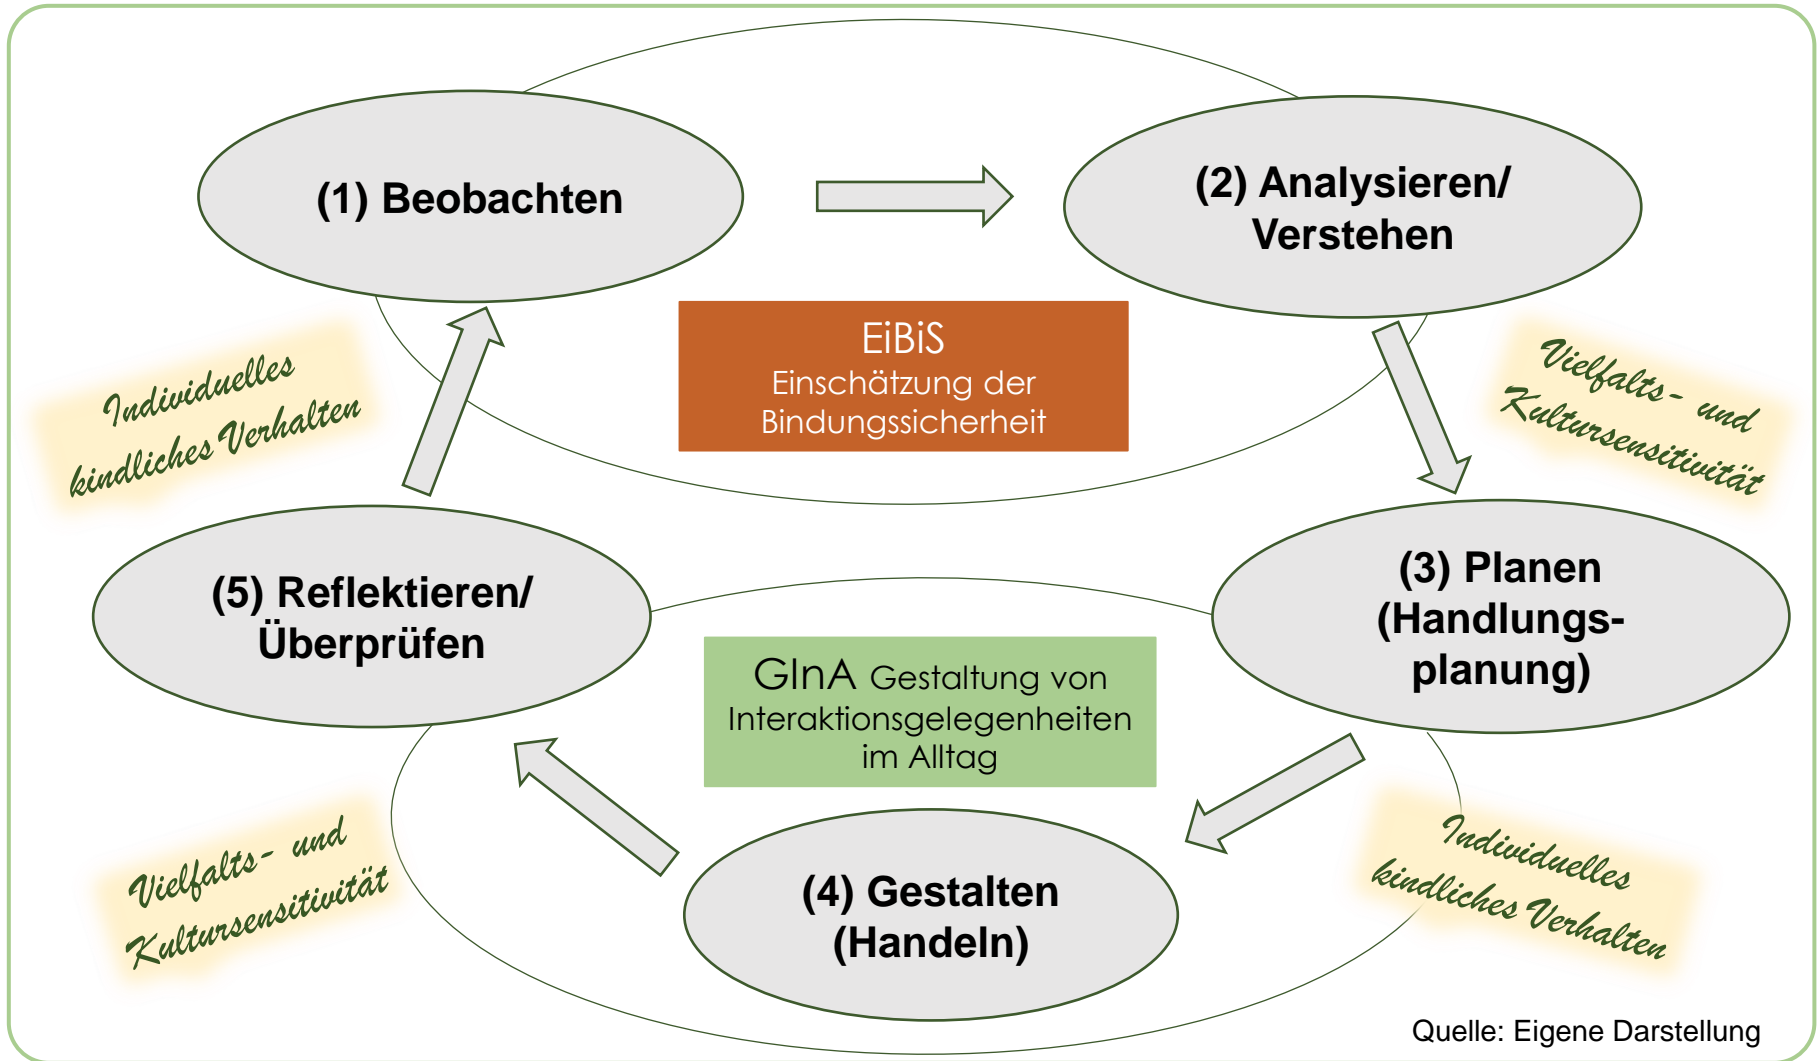 (1) Beobachten
(2) Analysieren/
Verstehen
EiBiS
Einschätzung der
Bindungssicherheit
Individuelles
kindliches Verhalten
Vielfalts- und
Kultursensitivität
(5) Reflektieren/
Überprüfen
(3) Planen
(Handlungs-
planung)
GInA Gestaltung von
Interaktionsgelegenheiten
im Alltag
Vielfalts- und
Kultursensitivität
(4) Gestalten
(Handeln)
Individuelles
kindliches Verhalten
Quelle: Eigene Darstellung